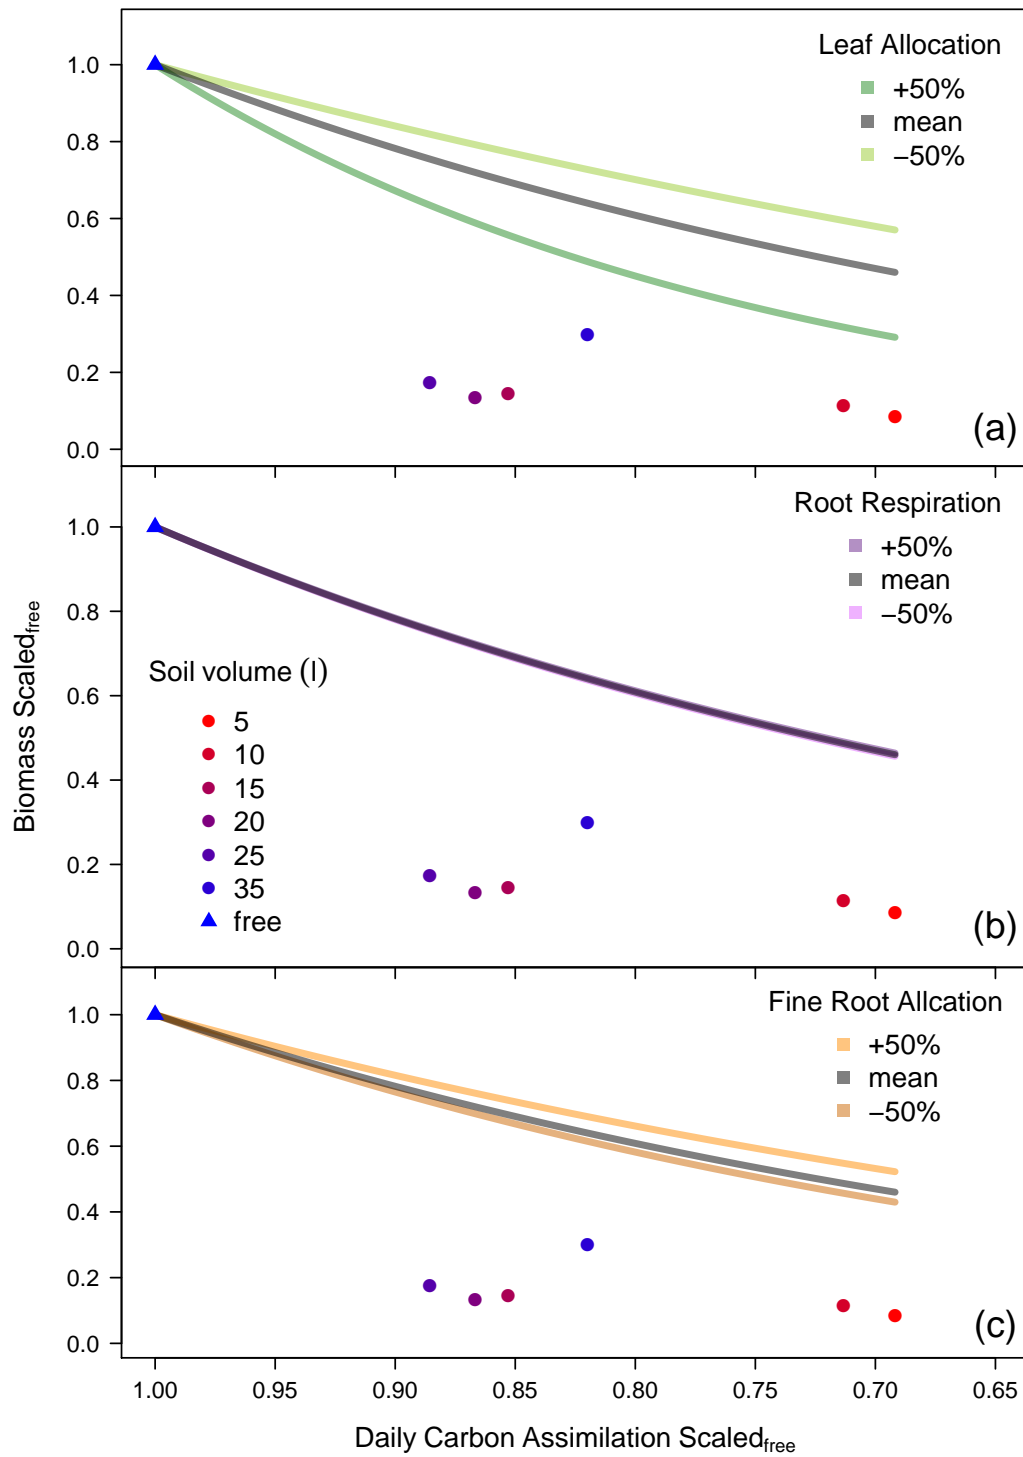 Leaf Allocation
+50%
mean
−50%
1.0
0.8
0.6
0.4
0.2
0.0
(a)
Root Respiration
+50%
mean
−50%
1.0
0.8
0.6
0.4
0.2
0.0
Soil volume (l)
5
10
15
20
25
35
free
(b)
Biomass Scaledfree
Fine Root Allcation
+50%
mean
−50%
1.0
0.8
0.6
0.4
0.2
0.0
(c)
1.00 0.95 0.90 0.85 0.80 0.75 0.70 0.65
Daily Carbon Assimilation Scaledfree